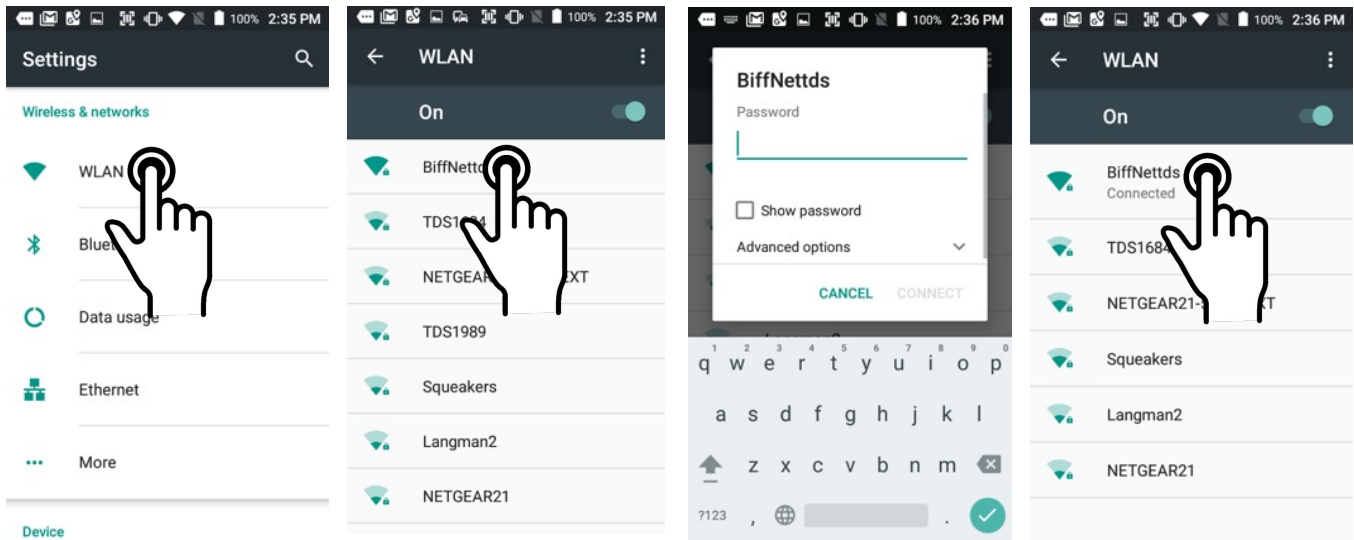 100% 2:35 PM
Settings
Wireless & networks
WLAN
Data usage
Ethernet
More
Device
100% 2:35 PM
WLAN
On
TDS1989
Squeakers
Langman2
NETGEAR21
100% 2:36 PM
BiffNettds
Password
Show password
Advanced options
CANCEL CONNECT
1 2 3 4 5 6 7 8 9 0
q w e r t y u i o p
a s d f g h j k l
z x c v b n m
?123 , .
100% 2:36 PM
WLAN
On
BiffNettds
Connected
TDS1684
Squeakers
Langman2
NETGEAR21